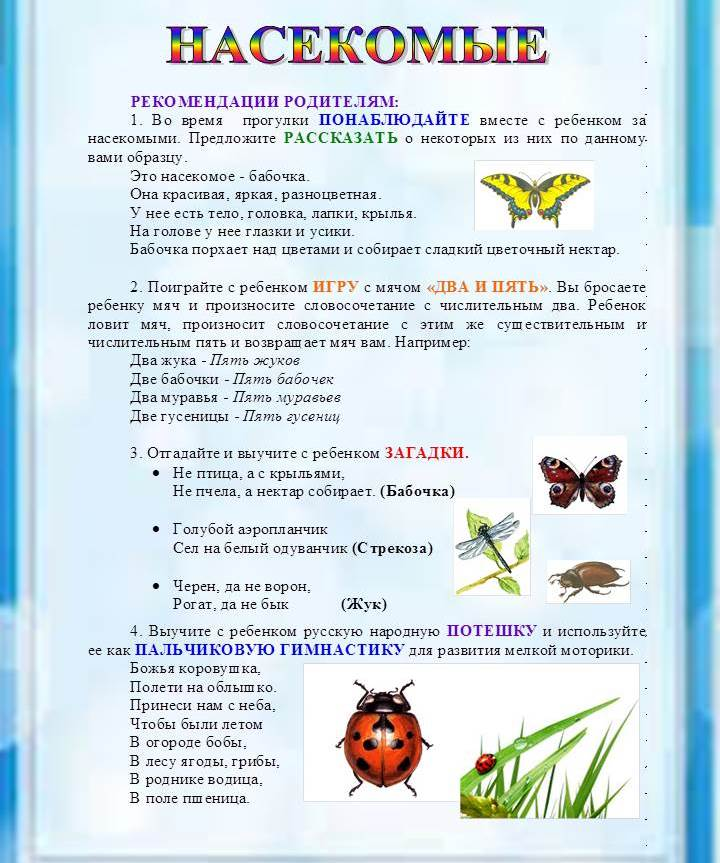 НАСЕКОМЫЕ
РЕКОМЕНДАЦИИ РОДИТЕЛЯМ:
1. Во время прогулки ПОНАБЛЮДАЙТЕ вместе с ребенком за
насекомыми. Предложите РАССКАЗАТЬ о некоторых из них по данному
вами образцу.
Это насекомое - бабочка.
Она красивая, яркая, разноцветная.
У нее есть тело, головка, лапки, крылья.
На голове у нее глазки и усики.
Бабочка порхает над цветами и собирает сладкий цветочный нектар.
2. Поиграйте с ребенком ИГРУ с мячом «ДВА И ПЯТЬ». Вы бросаете
ребенку мяч и произносите словосочетание с числительным два. Ребенок
ловит мяч, произносит словосочетание с этим же существительным и
числительным пять и возвращает мяч вам. Например:
Два жука - Пять жуков
Две бабочки - Пять бабочек
Два муравья - Пять муравьев
Две гусеницы - Пять гусениц
3. Отгадайте и выучите с ребенком ЗАГАДКИ.
• Не птица, а с крыльями,
Не пчела, а нектар собирает. (Бабочка)
• Голубой аэропланчик
Сел на белый одуванчик (Стрекоза)
• Черен, да не ворон,
Рогат, да не бык (Жук)
4. Выучите с ребенком русскую народную ПОТЕШКУ и используйте
ее как ПАЛЬЧИКОВУЮ ГИМНАСТИКУ для развития мелкой моторики.
Божья коровушка,
Полети на облышко.
Принеси нам с неба,
Чтобы были летом
В огороде бобы,
В лесу ягоды, грибы,
В роднике водица,
В поле пшеница.